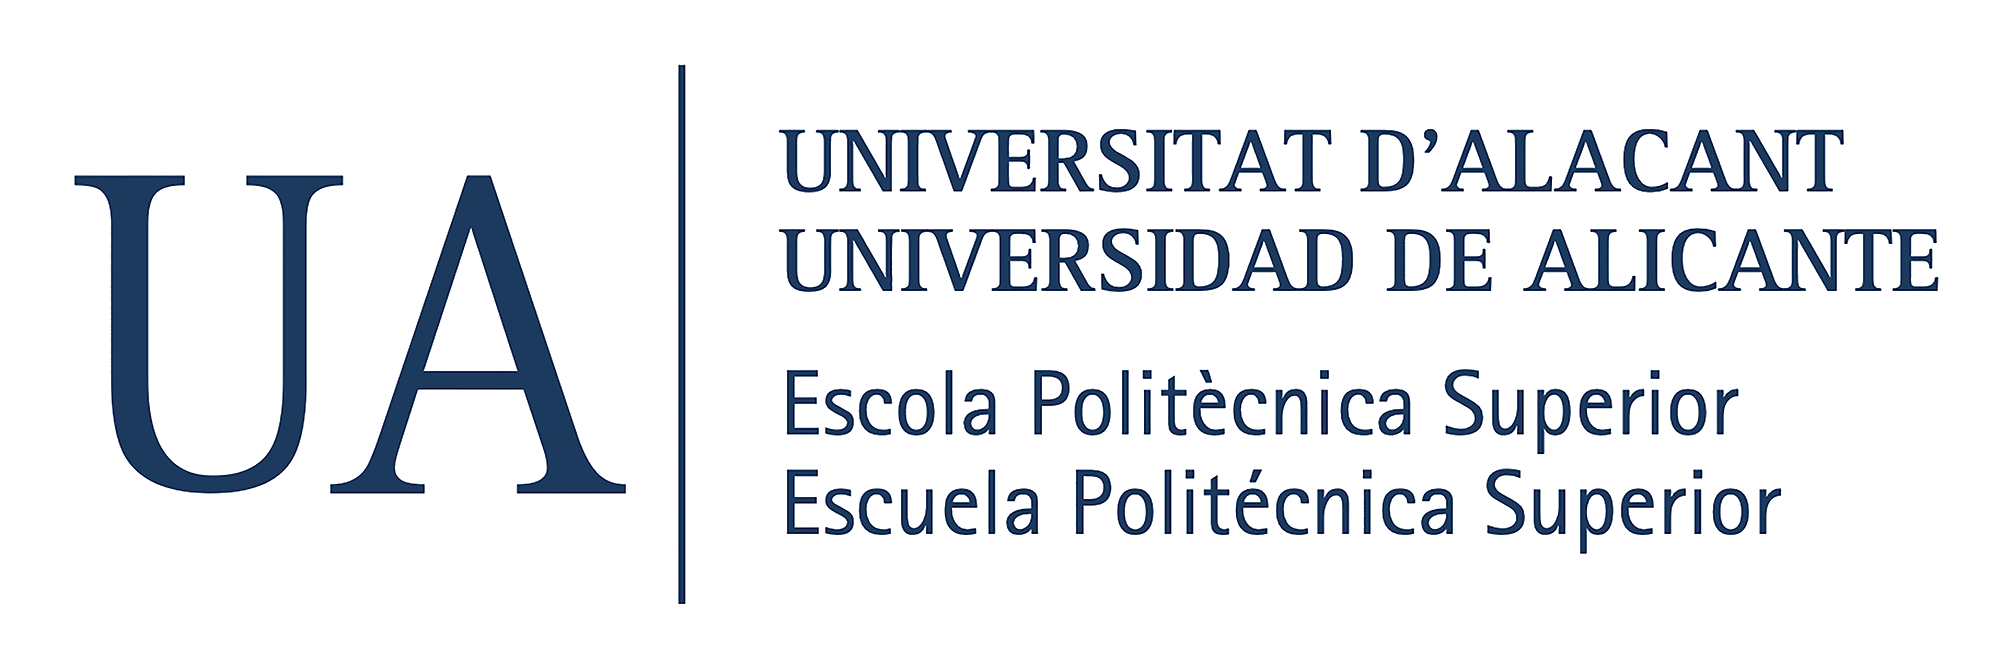 UA
UNIVERSITAT D’ALACANT
UNIVERSIDAD DE ALICANTE
Escola Politècnica Superior
Escuela Politécnica Superior